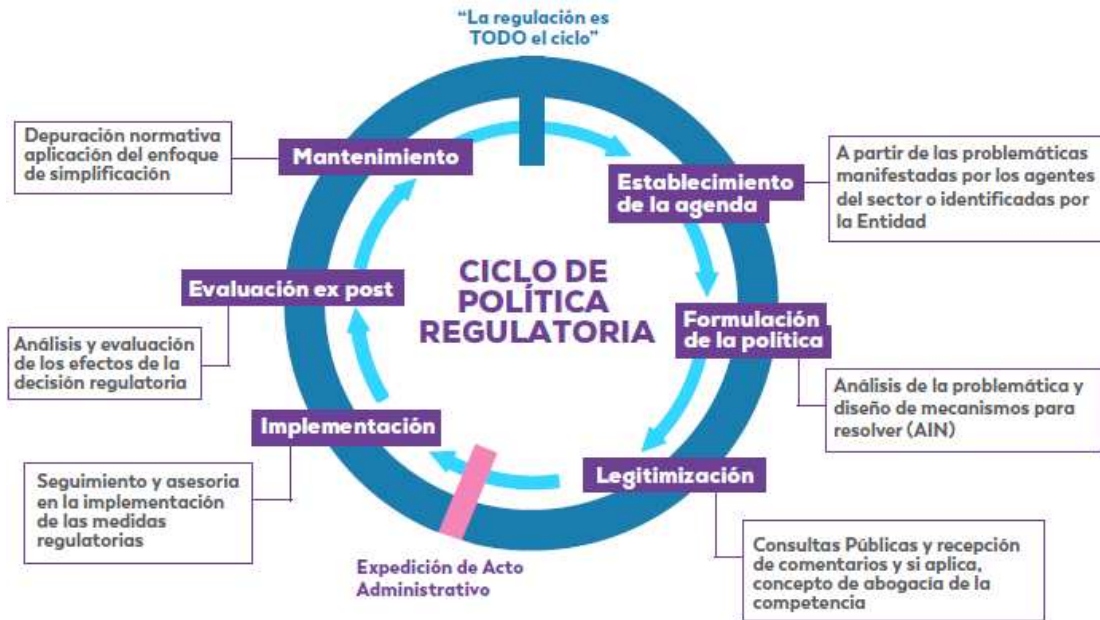 “La regulación es
TODO el ciclo”
Depuración normativa
aplicación del enfoque
de simplificación
Mantenimiento
Establecimiento
de la agenda
A partir de las problemáticas
manifestadas por los agentes
del sector o identificadas por
la Entidad
CICLO DE
POLÍTICA
REGULATORIA
Evaluación ex post
Formulación
de la política
Análisis y evaluación
de los efectos de la
decisión regulatoria
Análisis de la problemática y
diseño de mecanismos para
resolver (AIN)
Implementación
Legitimización
Seguimiento y asesoria
en la implementación
de las medidas
regulatorias
Consultas Públicas y recepción
de comentarios y si aplica,
concepto de abogacía de la
competencia
Expedición de Acto
Administrativo